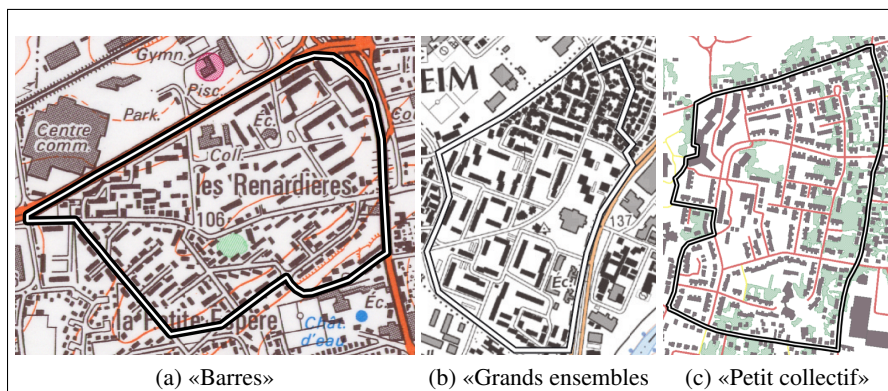 Gymn.
Pisc.
Park.
Centre
comm.
Éc.
Coll.
les Renardières
106
la Petite
Éc.
Chât.
d'eau
EIM
137
Éc.
(a) «Barres»
(b) «Grands ensembles
(c) «Petit collectif»